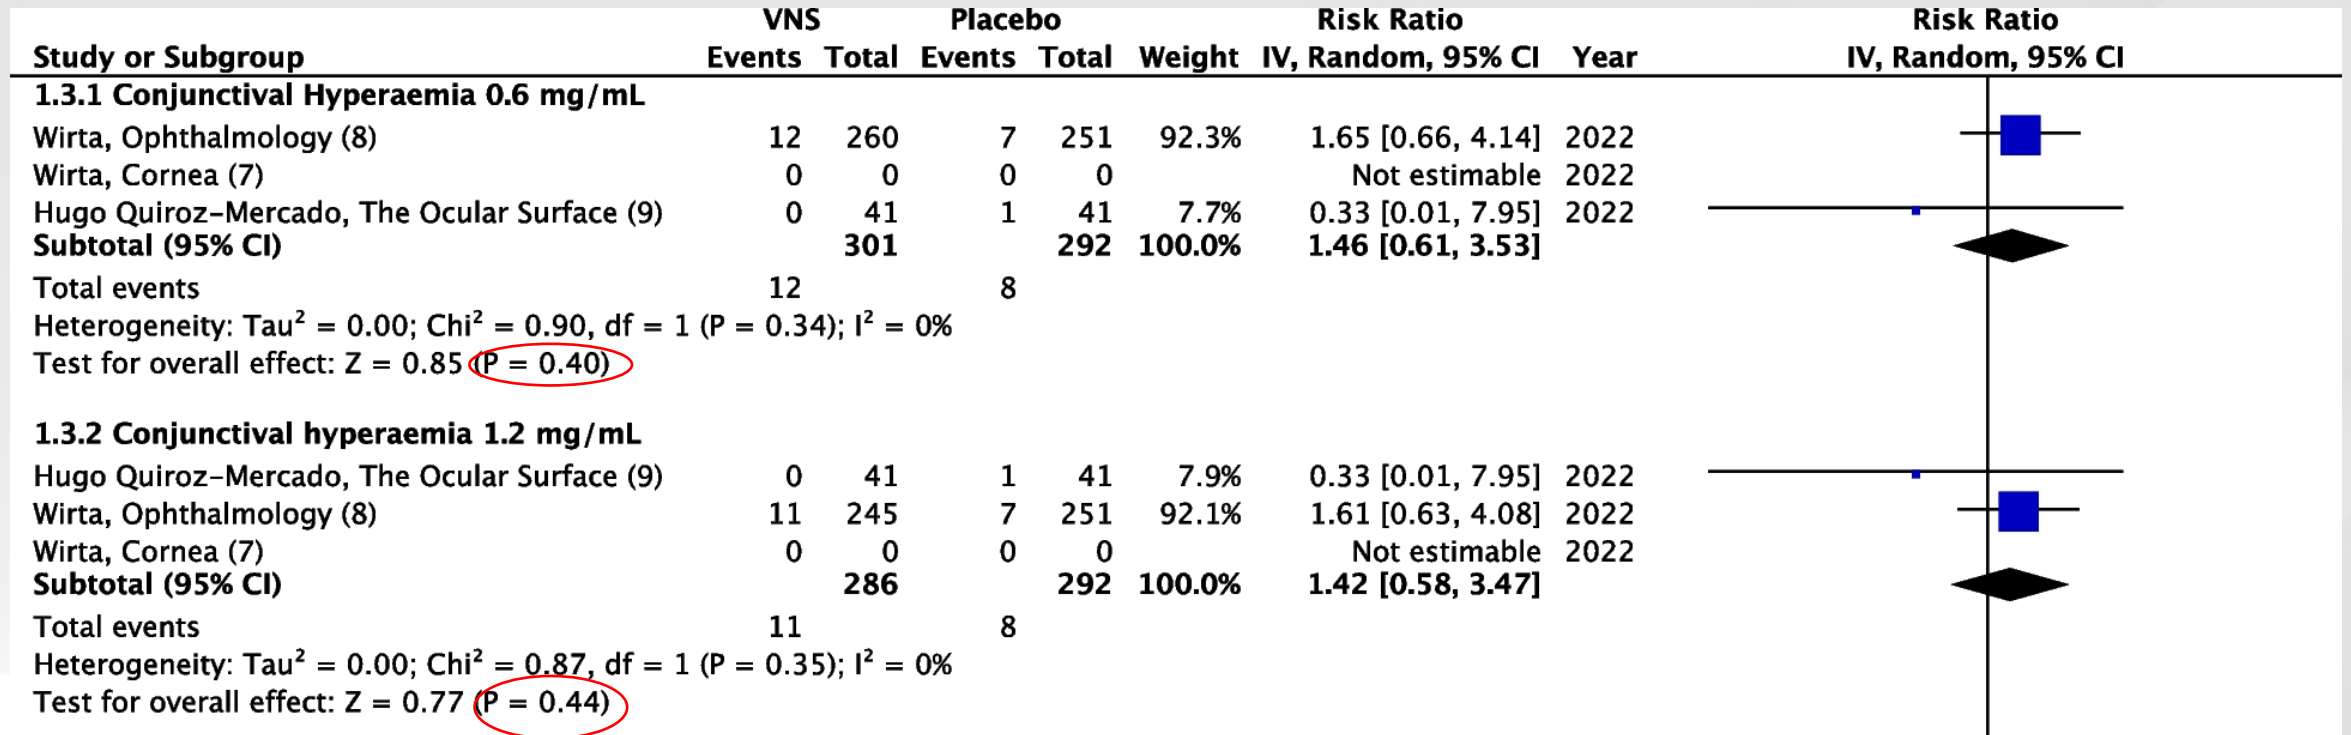 VNS Placebo Risk Ratio Risk Ratio
Study or Subgroup Events Total Events Total Weight IV, Random, 95% CI Year IV, Random, 95% CI
1.3.1 Conjunctival Hyperaemia 0.6 mg/mL
Wirta, Ophthalmology (8) 12 260 7 251 92.3% 1.65 [0.66, 4.14] 2022
Wirta, Cornea (7) 0 0 0 0 Not estimable 2022
Hugo Quiroz-Mercado, The Ocular Surface (9) 0 41 1 41 7.7% 0.33 [0.01, 7.95] 2022
Subtotal (95% CI) 301 292 100.0% 1.46 [0.61, 3.53]
Total events 12 8
Heterogeneity: Tau² = 0.00; Chi² = 0.90, df = 1 (P = 0.34); I² = 0%
Test for overall effect: Z = 0.85 (P = 0.40)
1.3.2 Conjunctival hyperaemia 1.2 mg/mL
Hugo Quiroz-Mercado, The Ocular Surface (9) 0 41 1 41 7.9% 0.33 [0.01, 7.95] 2022
Wirta, Ophthalmology (8) 11 245 7 251 92.1% 1.61 [0.63, 4.08] 2022
Wirta, Cornea (7) 0 0 0 0 Not estimable 2022
Subtotal (95% CI) 286 292 100.0% 1.42 [0.58, 3.47]
Total events 11 8
Heterogeneity: Tau² = 0.00; Chi² = 0.87, df = 1 (P = 0.35); I² = 0%
Test for overall effect: Z = 0.77 (P = 0.44)